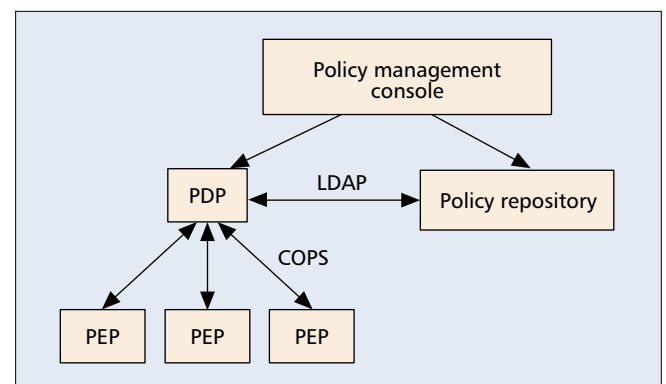 Policy management
console
LDAP
PDP
Policy repository
COPS
PEP
PEP
PEP